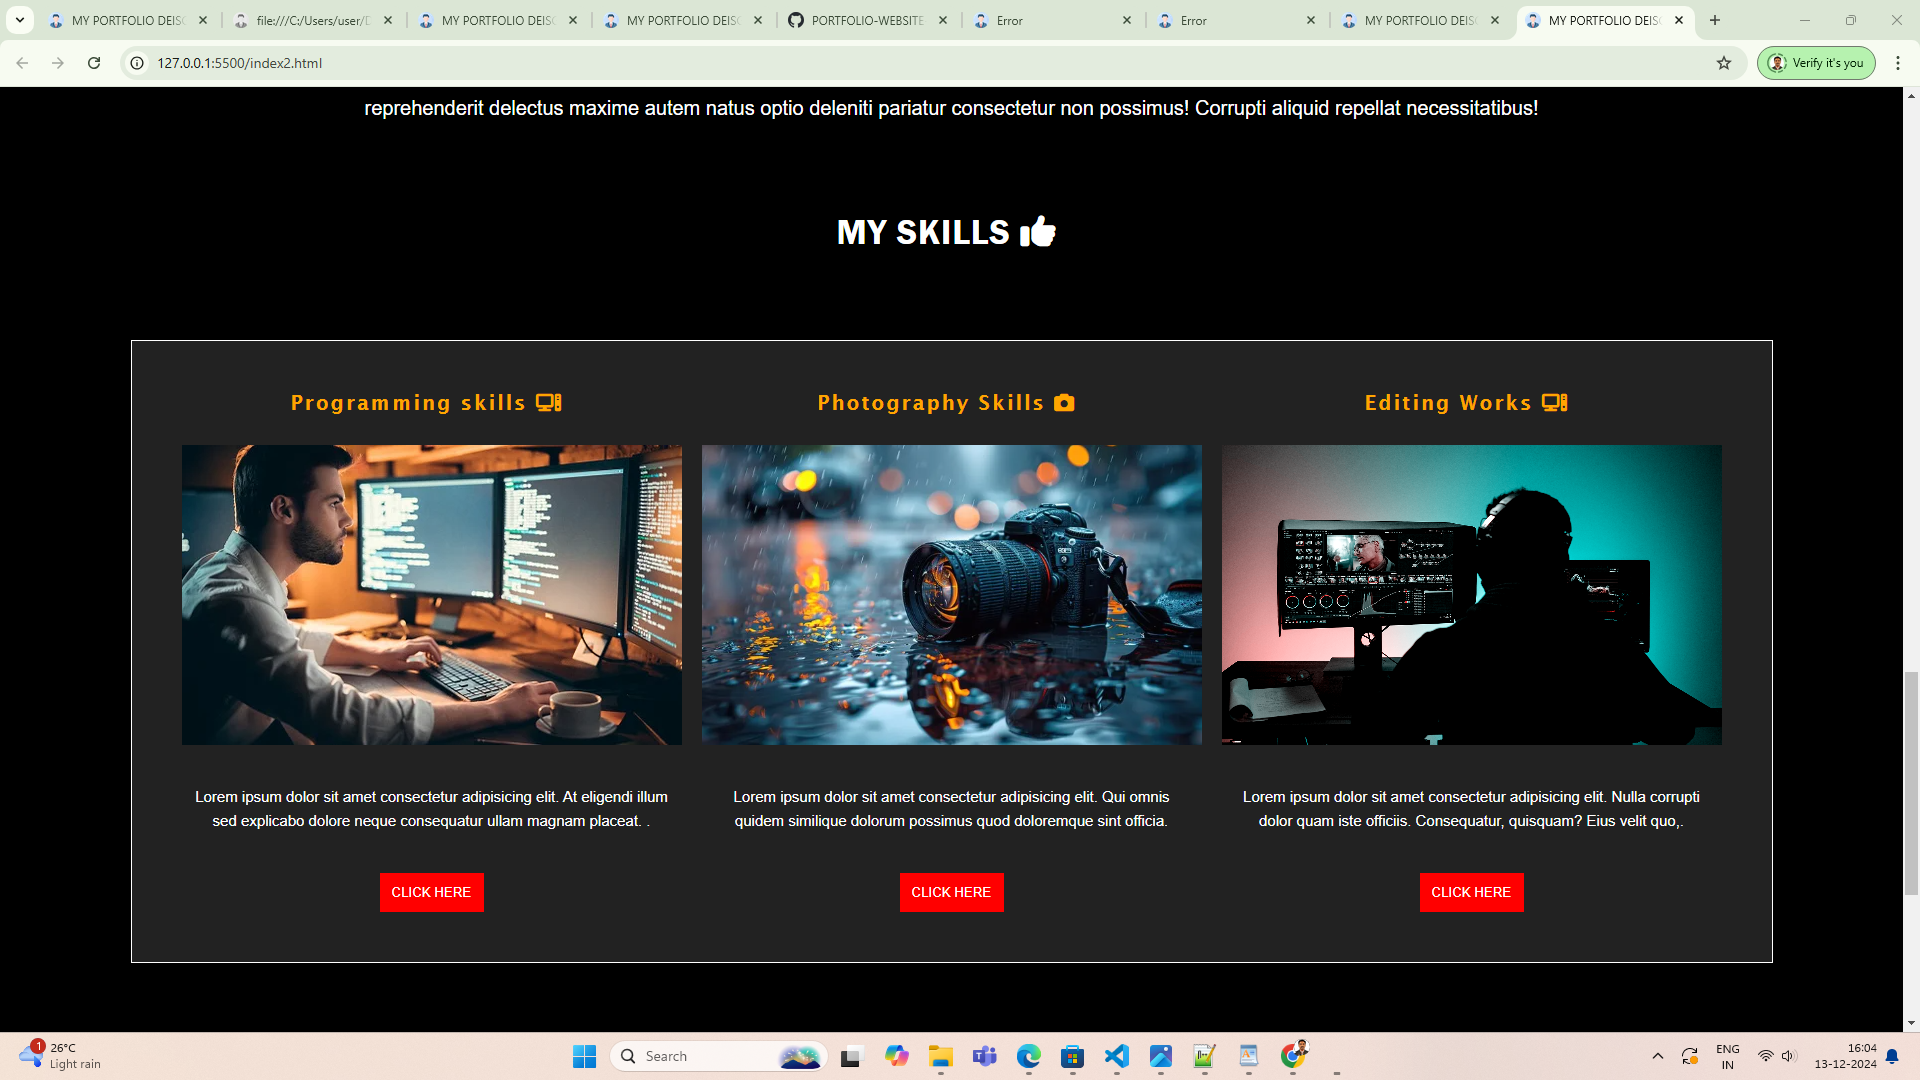 MY PORTFOLIO DEISC
file:///C:/Users/user/D
MY PORTFOLIO DEISC
MY PORTFOLIO DEISC
PORTFOLIO-WEBSITE
Error
Error
MY PORTFOLIO DEISC
MY PORTFOLIO DEISC
127.0.0.1:5500/index2.html
Verify it's you
reprehenderit delectus maxime autem natus optio deleniti pariatur consectetur non possimus! Corrupti aliquid repellat necessitatibus!
MY SKILLS
Programming skills
Photography Skills
Editing Works
Lorem ipsum dolor sit amet consectetur adipisicing elit. At eligendi illum
sed explicabo dolore neque consequatur ullam magnam placeat. .
Lorem ipsum dolor sit amet consectetur adipisicing elit. Qui omnis
quidem similique dolorum possimus quod doloremque sint officia.
Lorem ipsum dolor sit amet consectetur adipisicing elit. Nulla corrupti
dolor quam iste officiis. Consequatur, quisquam? Eius velit quo,.
CLICK HERE
CLICK HERE
CLICK HERE
1
26°C
Light rain
Search
ENG
IN
16:04
13-12-2024